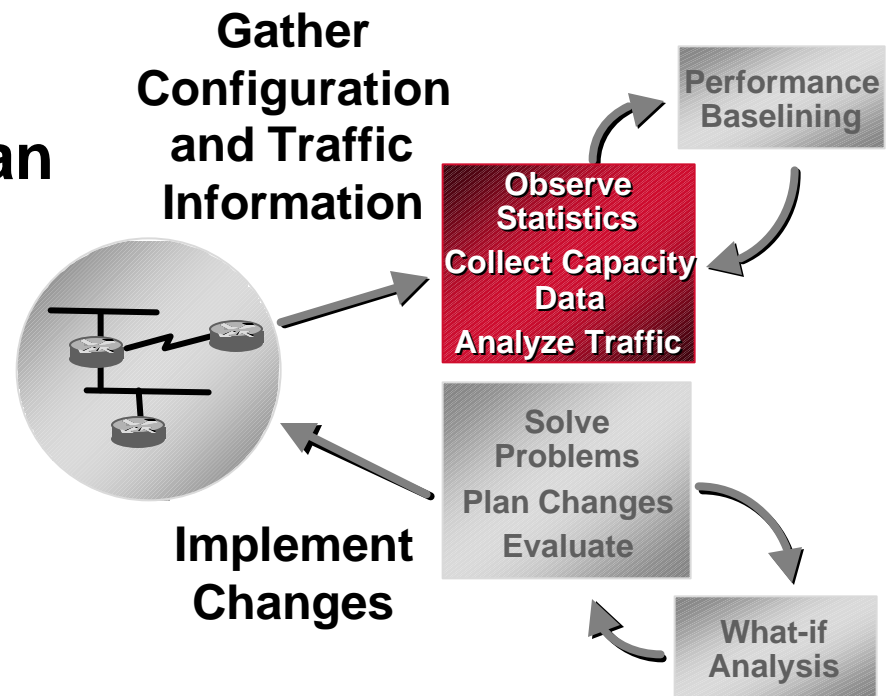 Gather
Configuration
and Traffic
Information
an
Performance
Baselining
Observe
Statistics
Collect Capacity
Data
Analyze Traffic
Solve
Problems
Plan Changes
Evaluate
Implement
Changes
What-if
Analysis